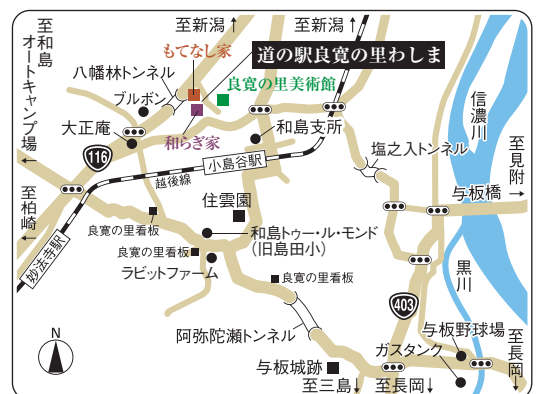 至和島
オートキャンプ場
←
至新潟↑
至新潟↑
もてなし家
道の駅良寛の里わしま
八幡林トンネル
良寛の里美術館
ブルボン
大正庵
和らぎ家
和島支所
信濃川
116
小島谷駅
塩之入トンネル
至見附
→
越後線
至柏崎
←
与板橋
住雲園
良寛の里看板
和島トゥー・ル・モンド
(旧島田小)
妙法寺駅
良寛の里看板
ラビットファーム
黒川
良寛の里看板
403
阿弥陀瀬トンネル
与板野球場
ガスタンク
至長岡
↓
N
与板城跡
至三島↓
至長岡↓